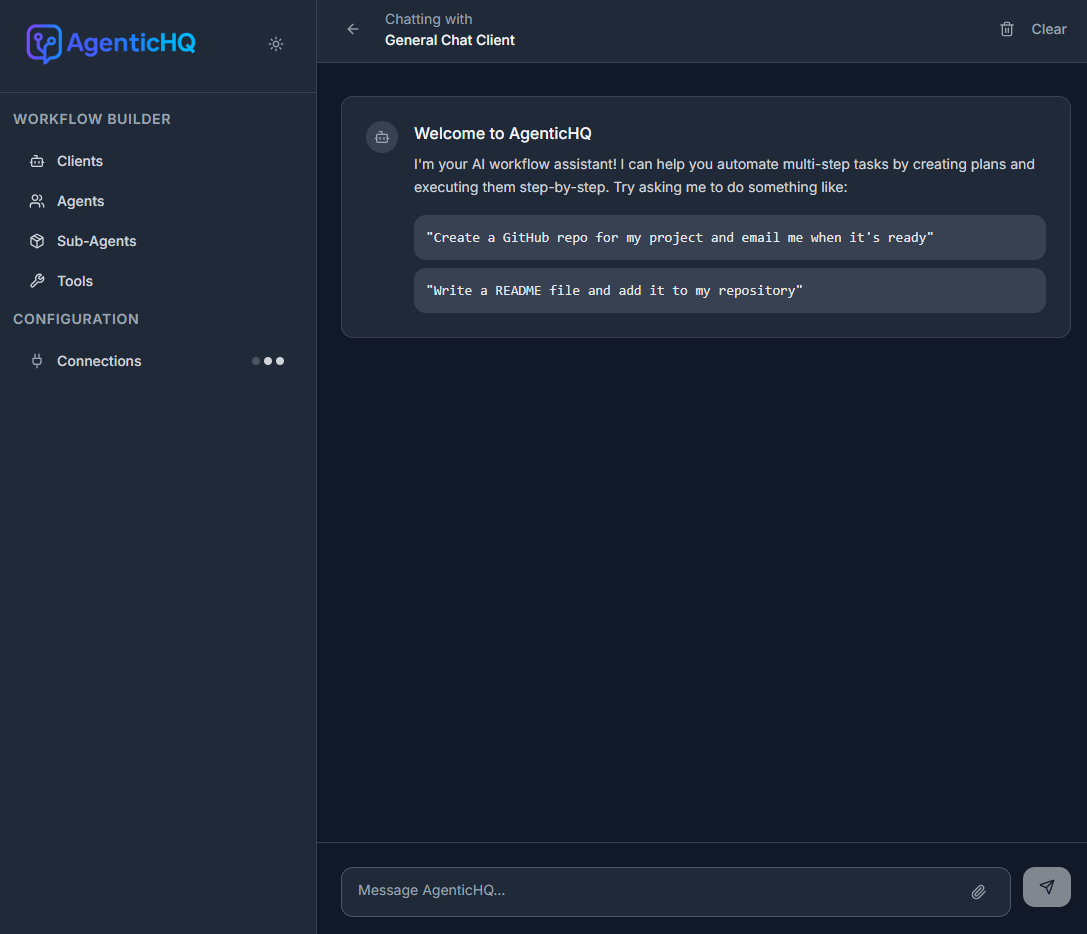 AgenticHQ
WORKFLOW BUILDER
Clients
Agents
Sub-Agents
Tools
CONFIGURATION
Connections
Chatting with
General Chat Client
Clear
Welcome to AgenticHQ
I'm your AI workflow assistant! I can help you automate multi-step tasks by creating plans and
executing them step-by-step. Try asking me to do something like:
"Create a GitHub repo for my project and email me when it's ready"
"Write a README file and add it to my repository"
Message AgenticHQ...